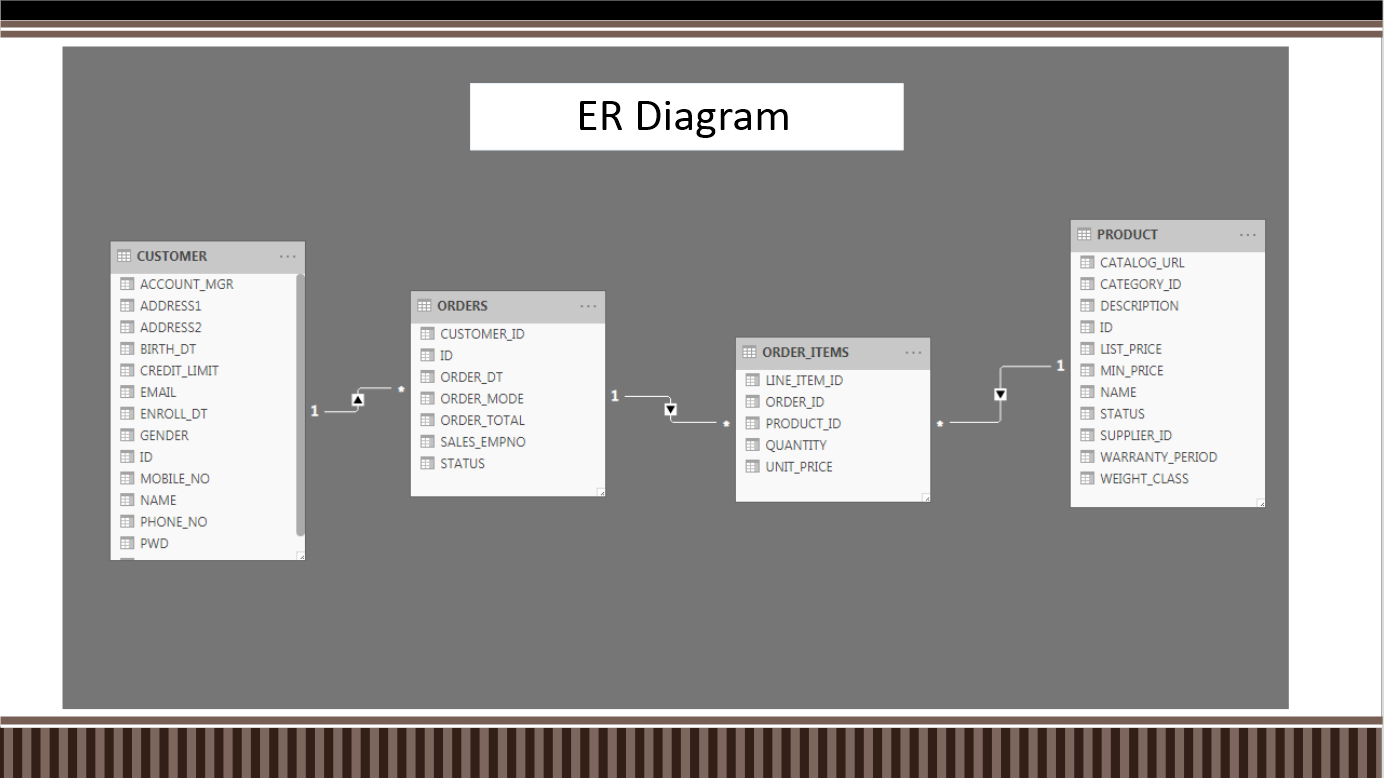 ER Diagram
CUSTOMER
ACCOUNT_MGR
ADDRESS1
ADDRESS2
BIRTH_DT
CREDIT_LIMIT
EMAIL
ENROLL_DT
GENDER
ID
MOBILE_NO
NAME
PHONE_NO
PWD
1
*
ORDERS
CUSTOMER_ID
ID
ORDER_DT
ORDER_MODE
ORDER_TOTAL
SALES_EMPNO
STATUS
1
*
ORDER_ITEMS
LINE_ITEM_ID
ORDER_ID
PRODUCT_ID
QUANTITY
UNIT_PRICE
*
1
PRODUCT
CATALOG_URL
CATEGORY_ID
DESCRIPTION
ID
LIST_PRICE
MIN_PRICE
NAME
STATUS
SUPPLIER_ID
WARRANTY_PERIOD
WEIGHT_CLASS